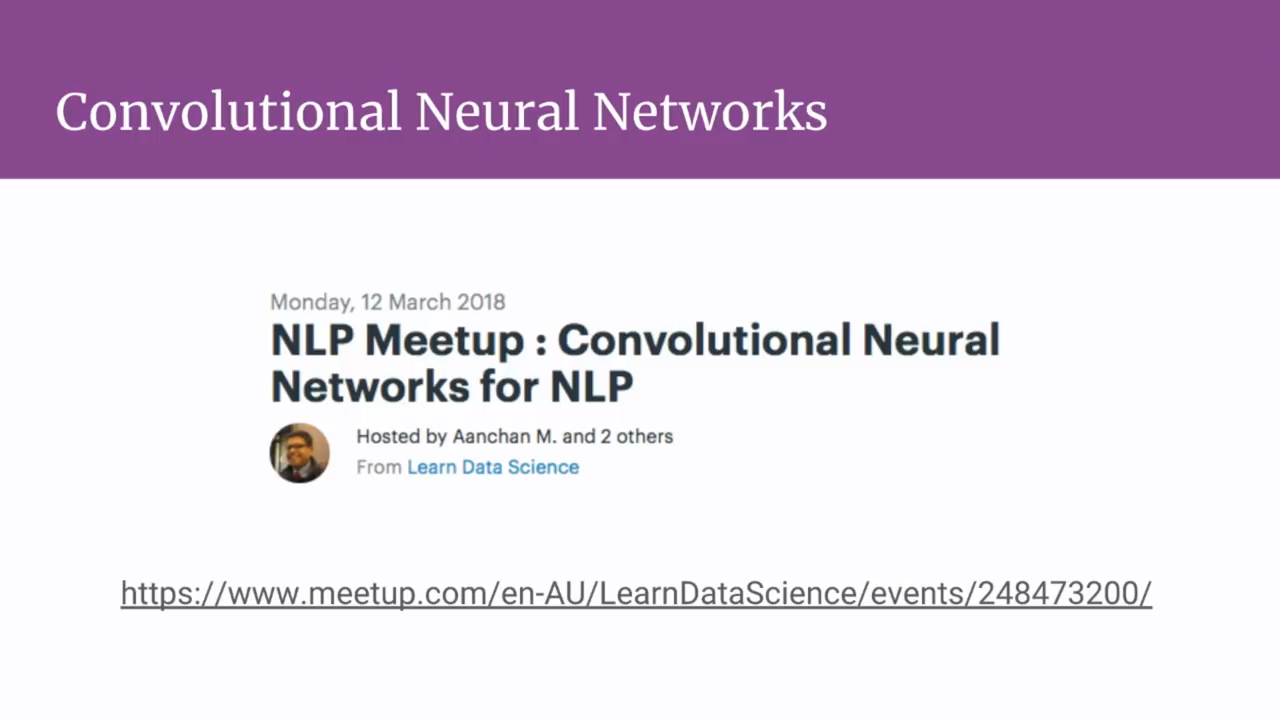 Convolutional Neural Networks
Monday, 12 March 2018
NLP Meetup : Convolutional Neural
Networks for NLP
Hosted by Aanchan M. and 2 others
From Learn Data Science
https://www.meetup.com/en-AU/LearnDataScience/events/248473200/